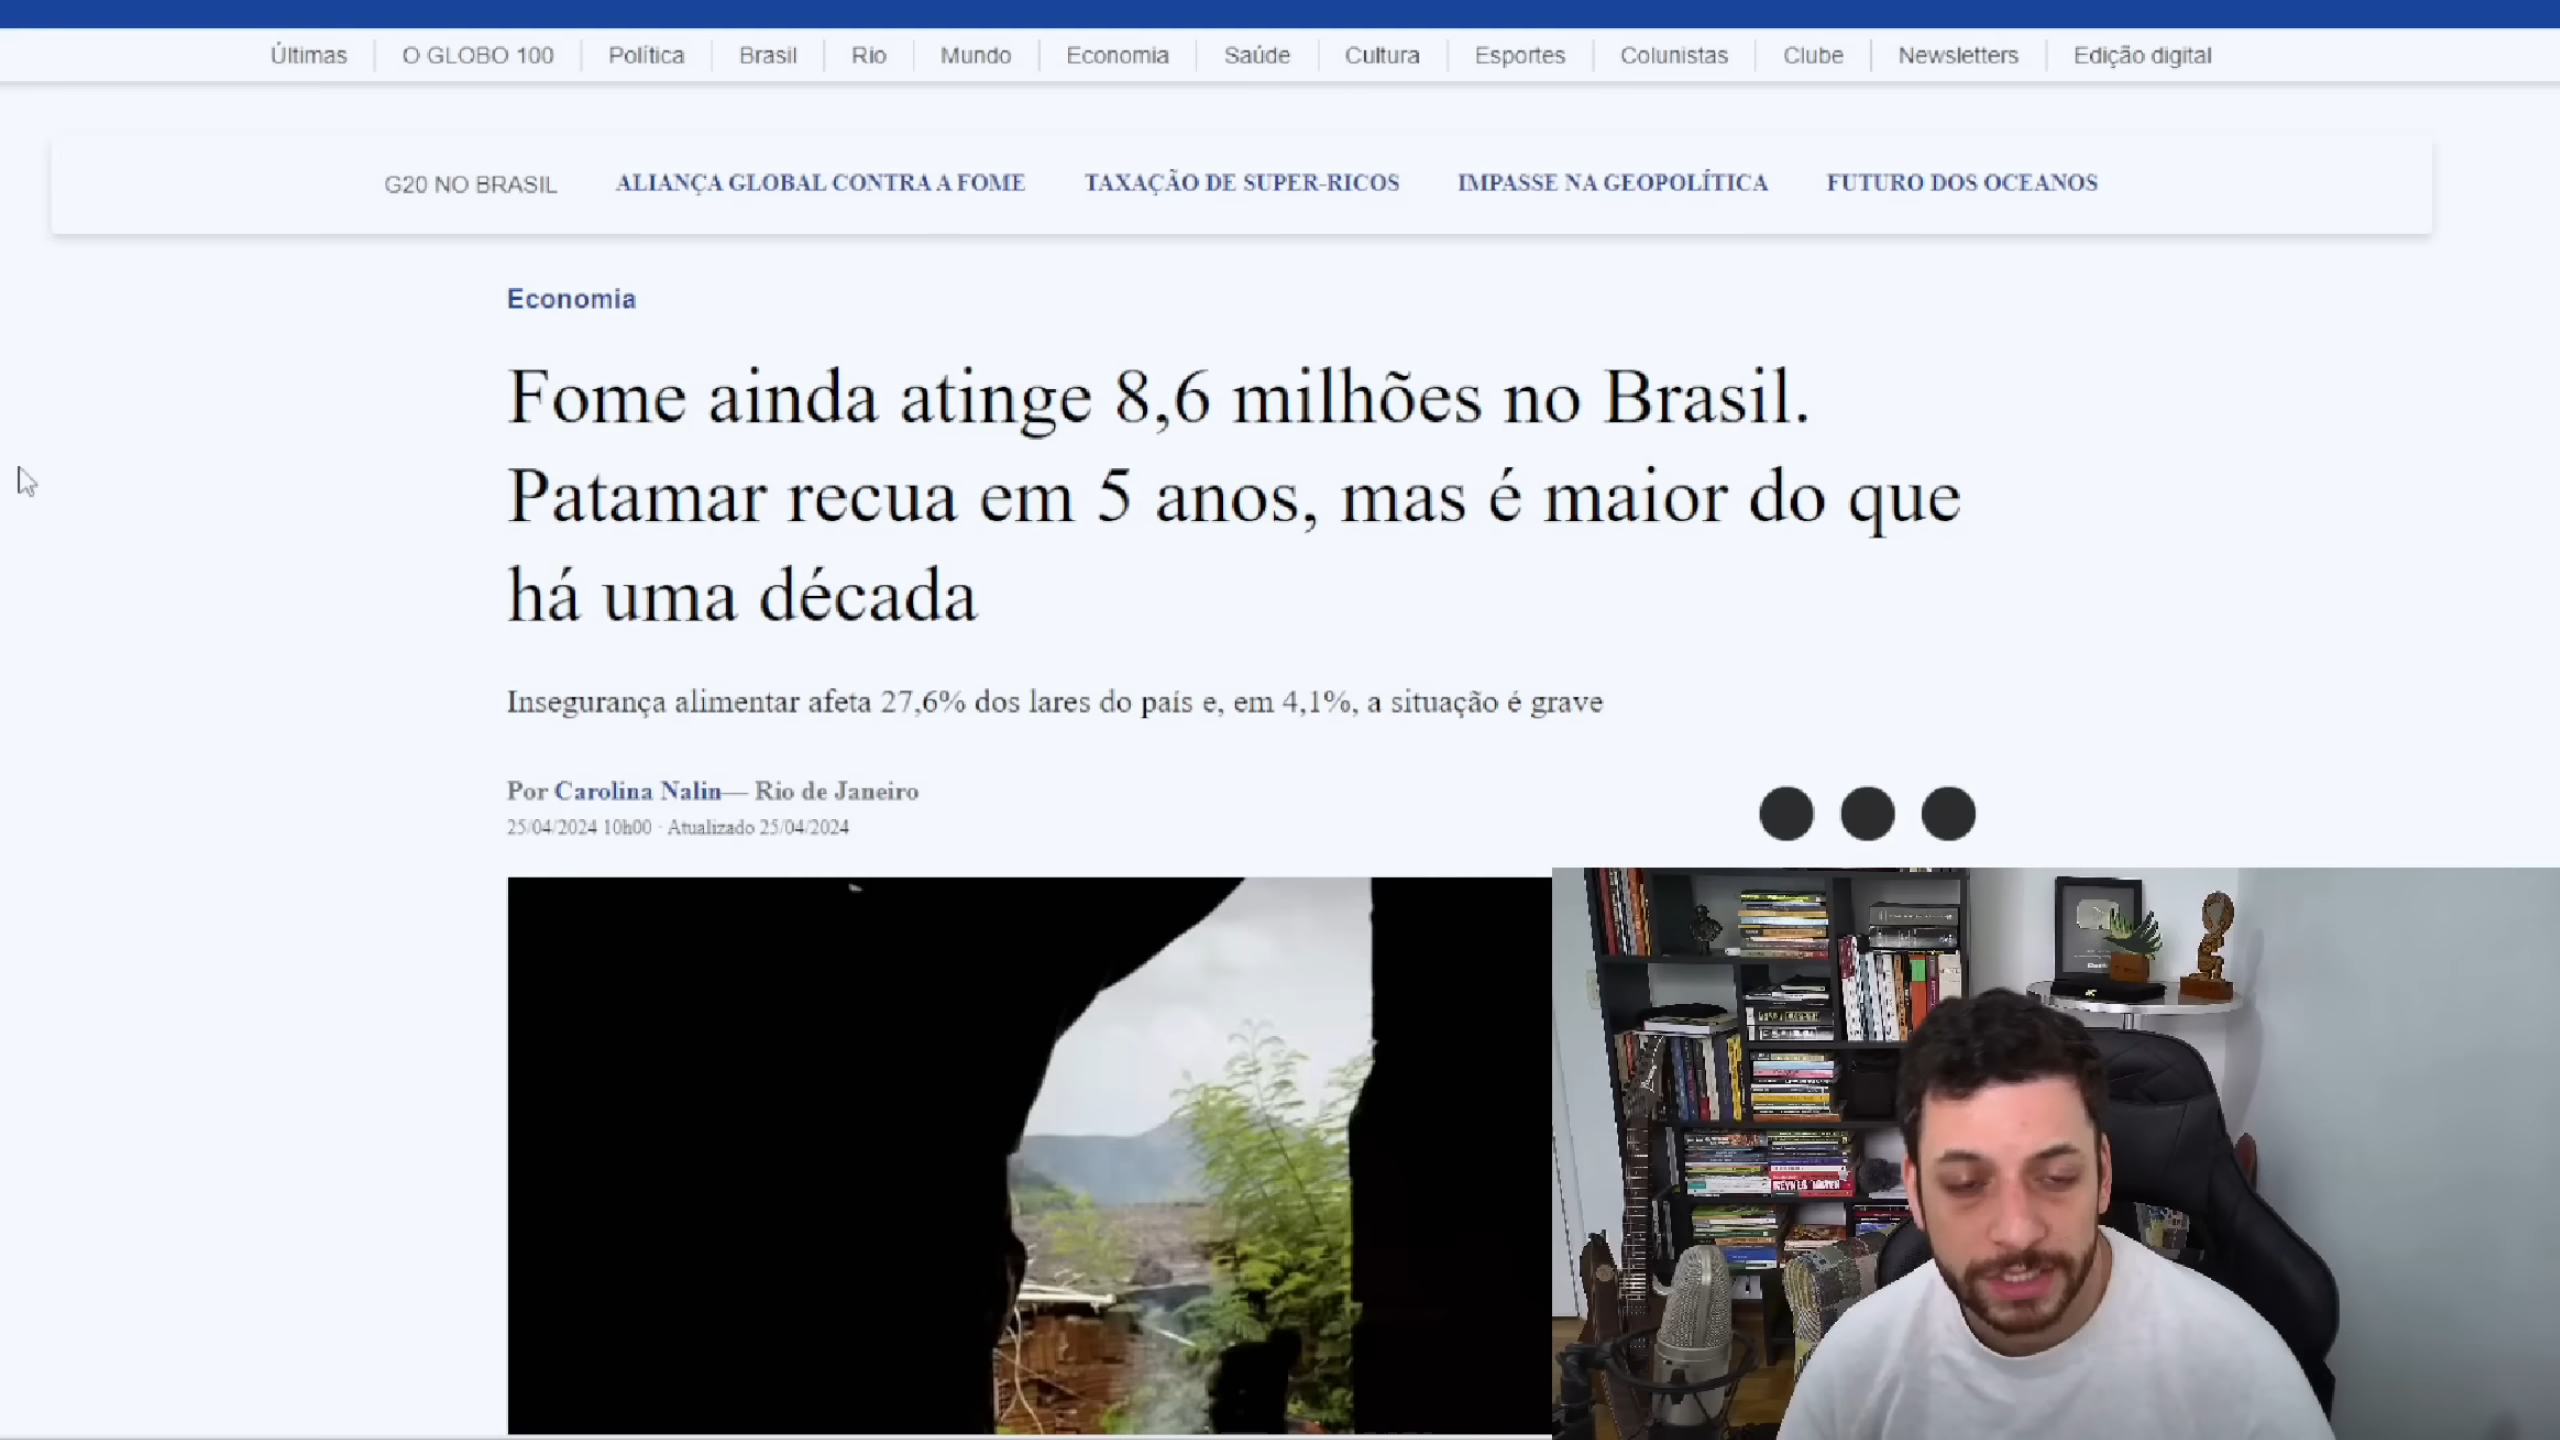 Últimas
O GLOBO 100
Política
Brasil
Rio
Mundo
Economia
Saúde
Cultura
Esportes
Colunistas
Clube
Newsletters
Edição digital
G20 NO BRASIL
ALIANÇA GLOBAL CONTRA A FOME
TAXAÇÃO DE SUPER-RICOS
IMPASSE NA GEOPOLÍTICA
FUTURO DOS OCEANOS
Economia
Fome ainda atinge 8,6 milhões no Brasil.
Patamar recua em 5 anos, mas é maior do que
há uma década
Insegurança alimentar afeta 27,6% dos lares do país e, em 4,1%, a situação é grave
Por Carolina Nalin— Rio de Janeiro
25/04/2024 10h00 · Atualizado 25/04/2024